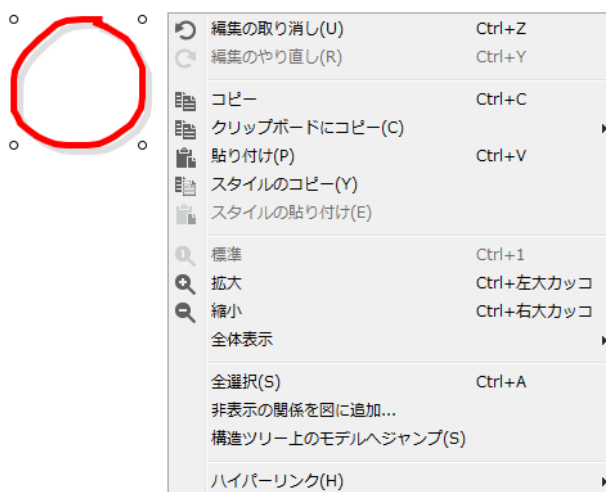 編集の取り消し(U) Ctrl+Z
編集のやり直し(R) Ctrl+Y
コピー Ctrl+C
クリップボードにコピー(C)
貼り付け(P) Ctrl+V
スタイルのコピー(Y)
スタイルの貼り付け(E)
標準 Ctrl+1
拡大 Ctrl+左大カッコ
縮小 Ctrl+右大カッコ
全体表示
全選択(S) Ctrl+A
非表示の関係を図に追加...
構造ツリー上のモデルへジャンプ(S)
ハイパーリンク(H)